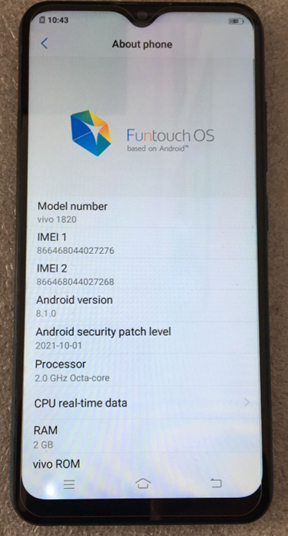 10:43
About phone
Funtouch OS
based on Android™
Model number
vivo 1820
IMEI 1
866468044027276
IMEI 2
866468044027268
Android version
8.1.0
Android security patch level
2021-10-01
Processor
2.0 GHz Octa-core
CPU real-time data
RAM
2 GB
vivo ROM